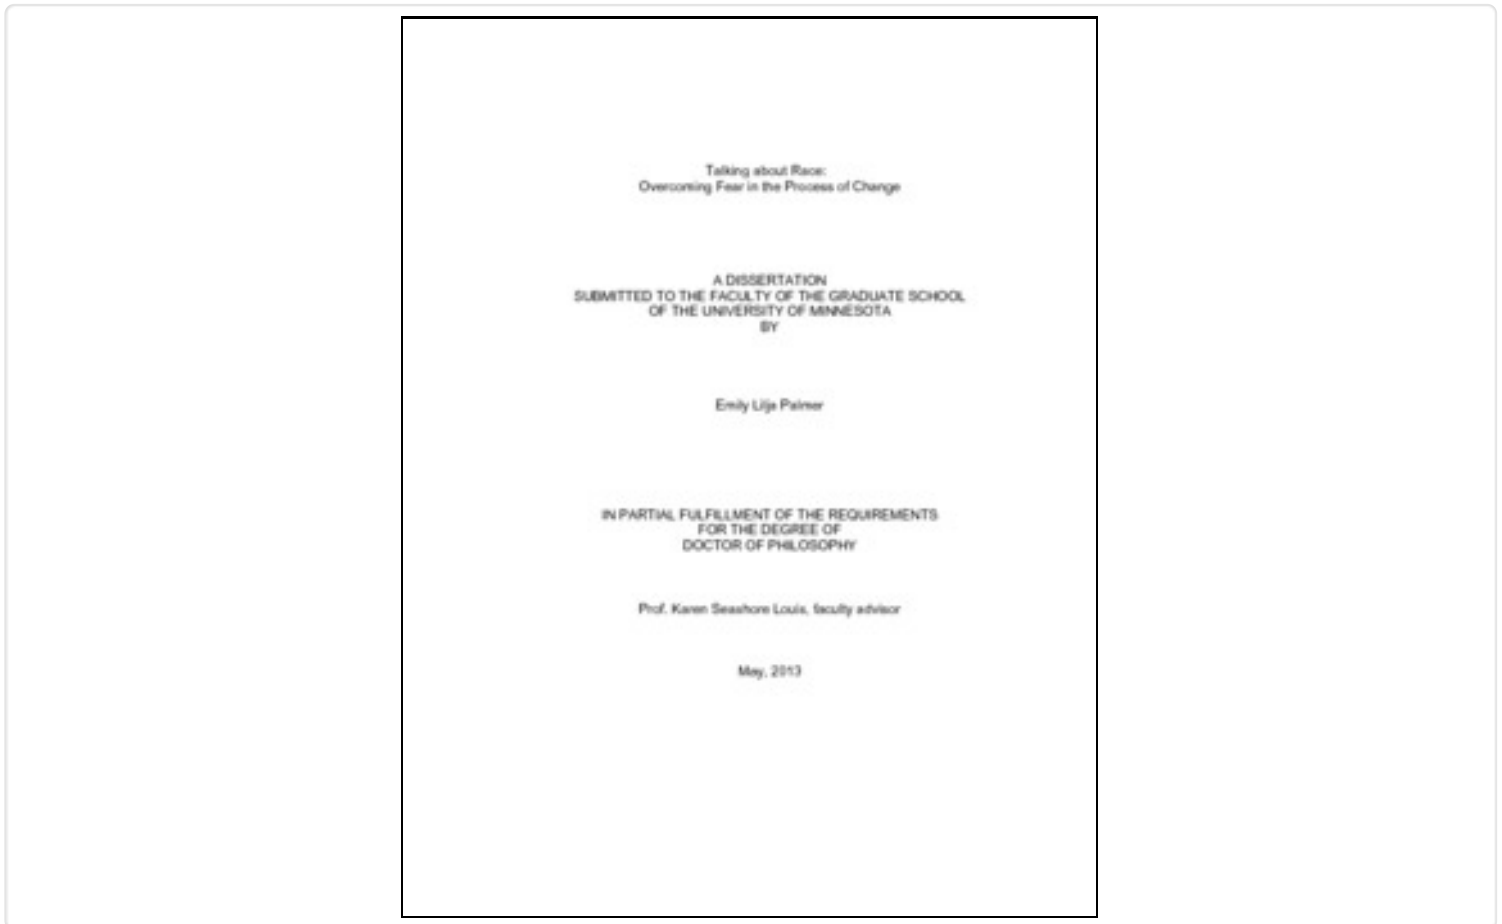 Talking about Race:
Overcoming Fear in the Process of Change
A DISSERTATION
SUBMITTED TO THE FACULTY OF THE GRADUATE SCHOOL
OF THE UNIVERSITY OF MINNESOTA
BY
Emily Lilja Palmer
IN PARTIAL FULFILLMENT OF THE REQUIREMENTS
FOR THE DEGREE OF
DOCTOR OF PHILOSOPHY
Prof. Karen Seashore Louis, faculty advisor
May, 2013